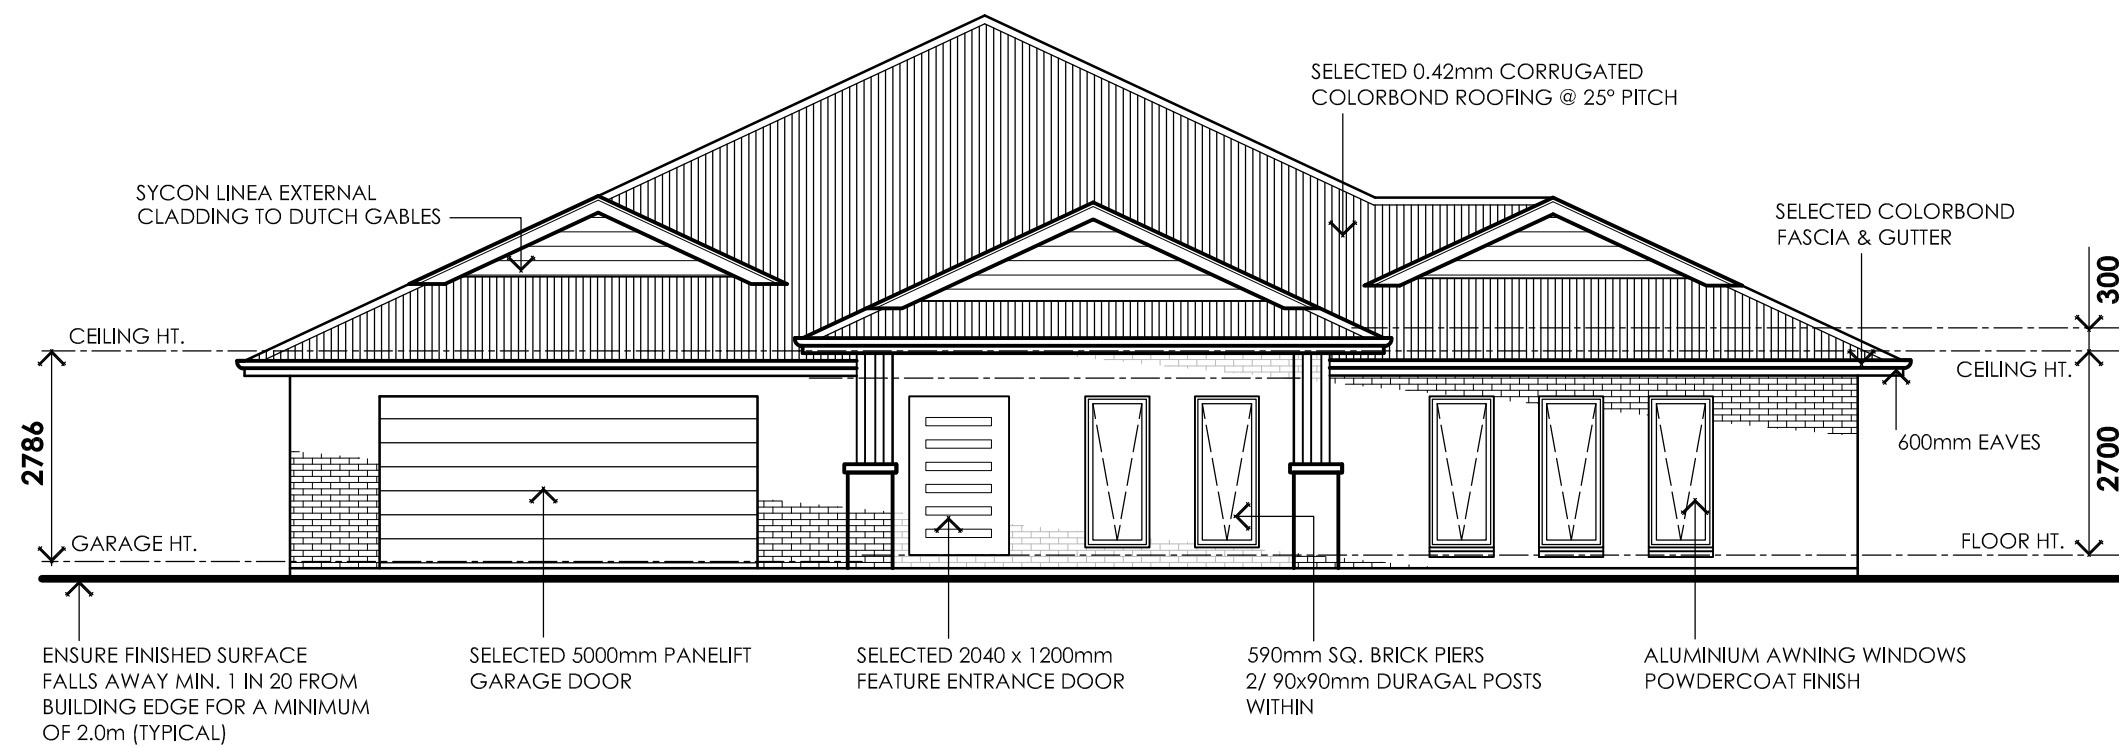 SELECTED 0.42mm CORRUGATED
COLORBOND ROOFING @ 25° PITCH
SYCON LINEA EXTERNAL
CLADDING TO DUTCH GABLES
SELECTED COLORBOND
FASCIA & GUTTER
300
CEILING HT.
CEILING HT.
2786
600mm EAVES
2700
GARAGE HT.
FLOOR HT.
ENSURE FINISHED SURFACE
FALLS AWAY MIN. 1 IN 20 FROM
BUILDING EDGE FOR A MINIMUM
OF 2.0m (TYPICAL)
SELECTED 5000mm PANELIFT
GARAGE DOOR
SELECTED 2040 x 1200mm
FEATURE ENTRANCE DOOR
590mm SQ. BRICK PIERS
2/ 90x90mm DURAGAL POSTS
WITHIN
ALUMINIUM AWNING WINDOWS
POWDERCOAT FINISH